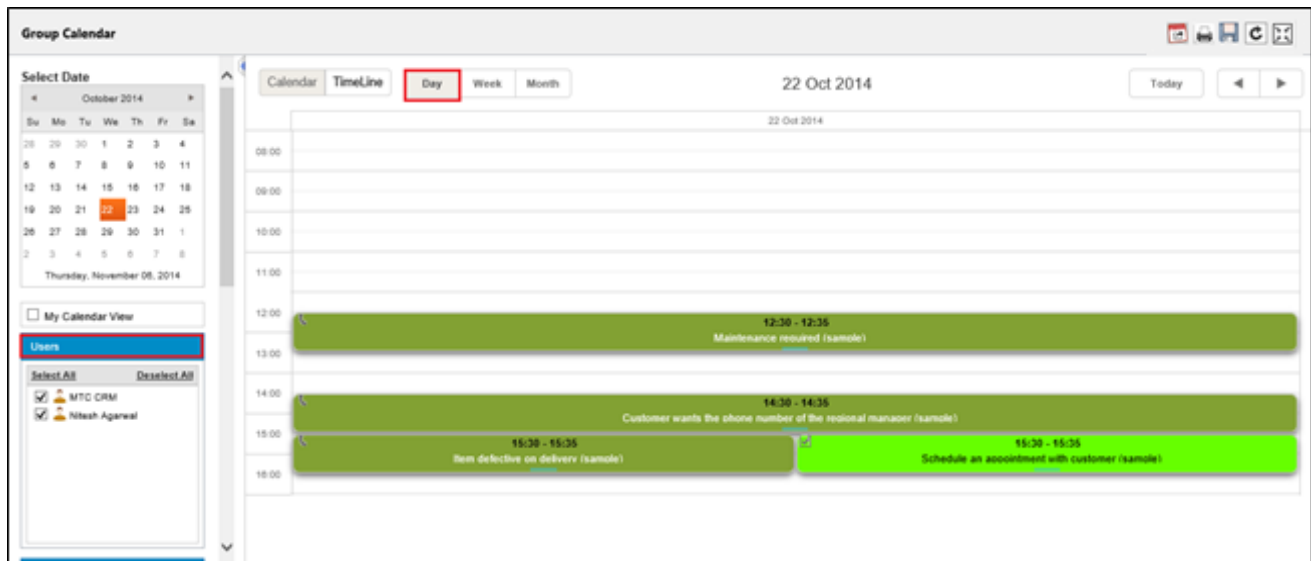 Group Calendar
Select Date
October 2014
Su Mo Tu We Th Fr Sa
28 29 30 1 2 3 4
5 6 7 8 9 10 11
12 13 14 15 16 17 18
19 20 21 22 23 24 25
26 27 28 29 30 31 1
2 3 4 5 6 7 8
Thursday, November 06, 2014
My Calendar View
Users
Select All Deselect All
MTC CRM
Nitesh Agarwal
Calendar TimeLine Day Week Month 22 Oct 2014 Today
22 Oct 2014
08:00
09:00
10:00
11:00
12:00
12:30 - 12:35
Maintenance required (sample)
13:00
14:00
14:30 - 14:35
Customer wants the phone number of the regional manager (sample)
15:00
15:30 - 15:35 15:30 - 15:35
Item defective on delivery (sample) Schedule an appointment with customer (sample)
16:00